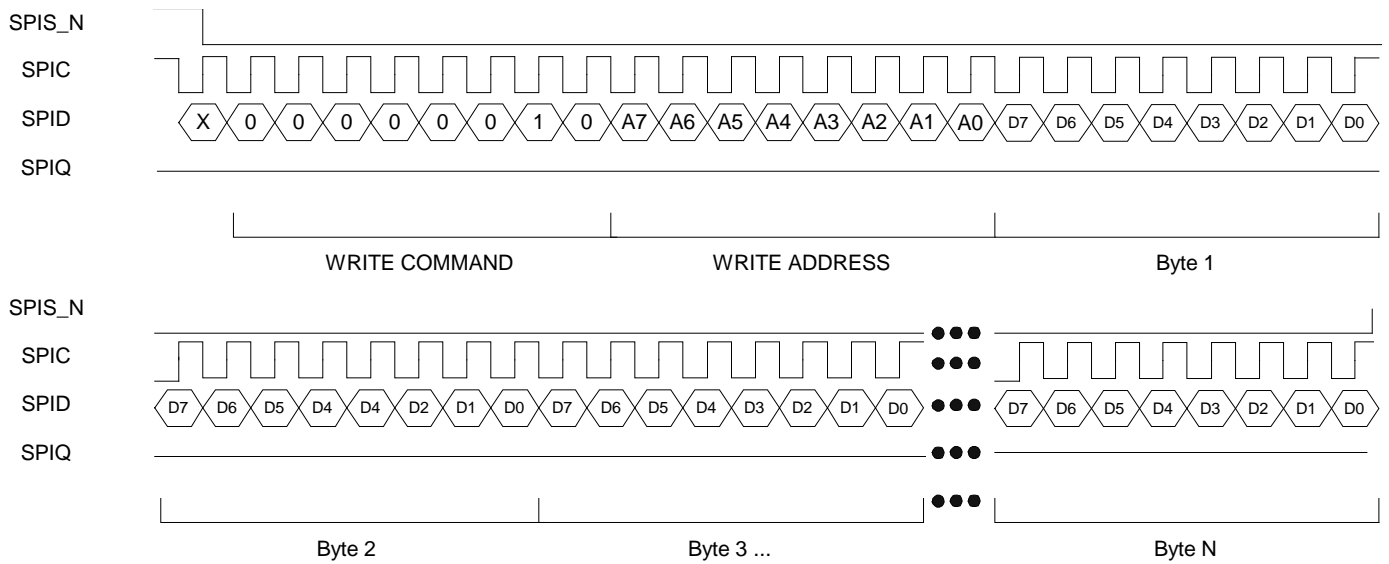 SPIS_N
SPIC
SPID X 0 0 0 0 0 0 1 0 A7 A6 A5 A4 A3 A2 A1 A0 D7 D6 D5 D4 D3 D2 D1 D0
SPIQ
WRITE COMMAND WRITE ADDRESS Byte 1
SPIS_N
SPIC
SPID D7 D6 D5 D4 D4 D2 D1 D0 D7 D6 D5 D4 D3 D2 D1 D0 D7 D6 D5 D4 D3 D2 D1 D0
SPIQ
Byte 2 Byte 3 ... Byte N